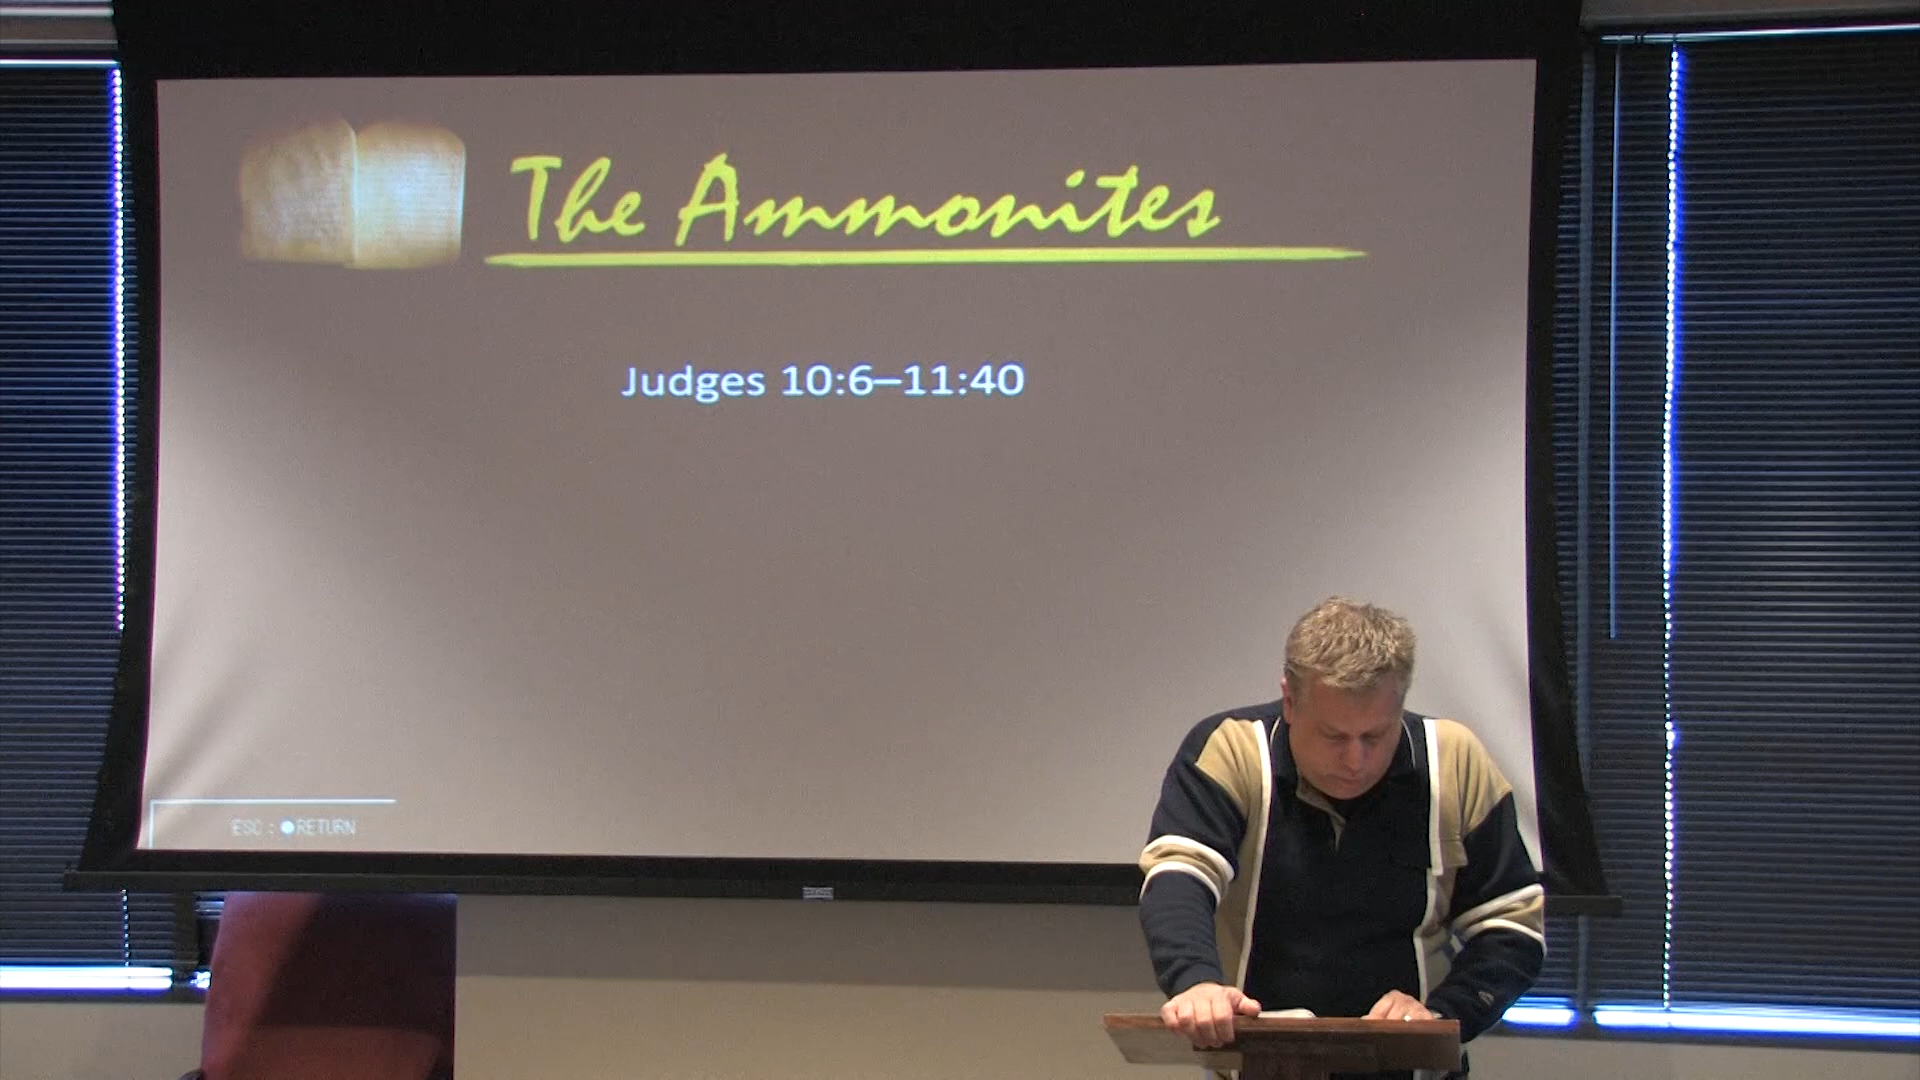 The Ammonites
Judges 10:6–11:40
ESC : ●RETURN